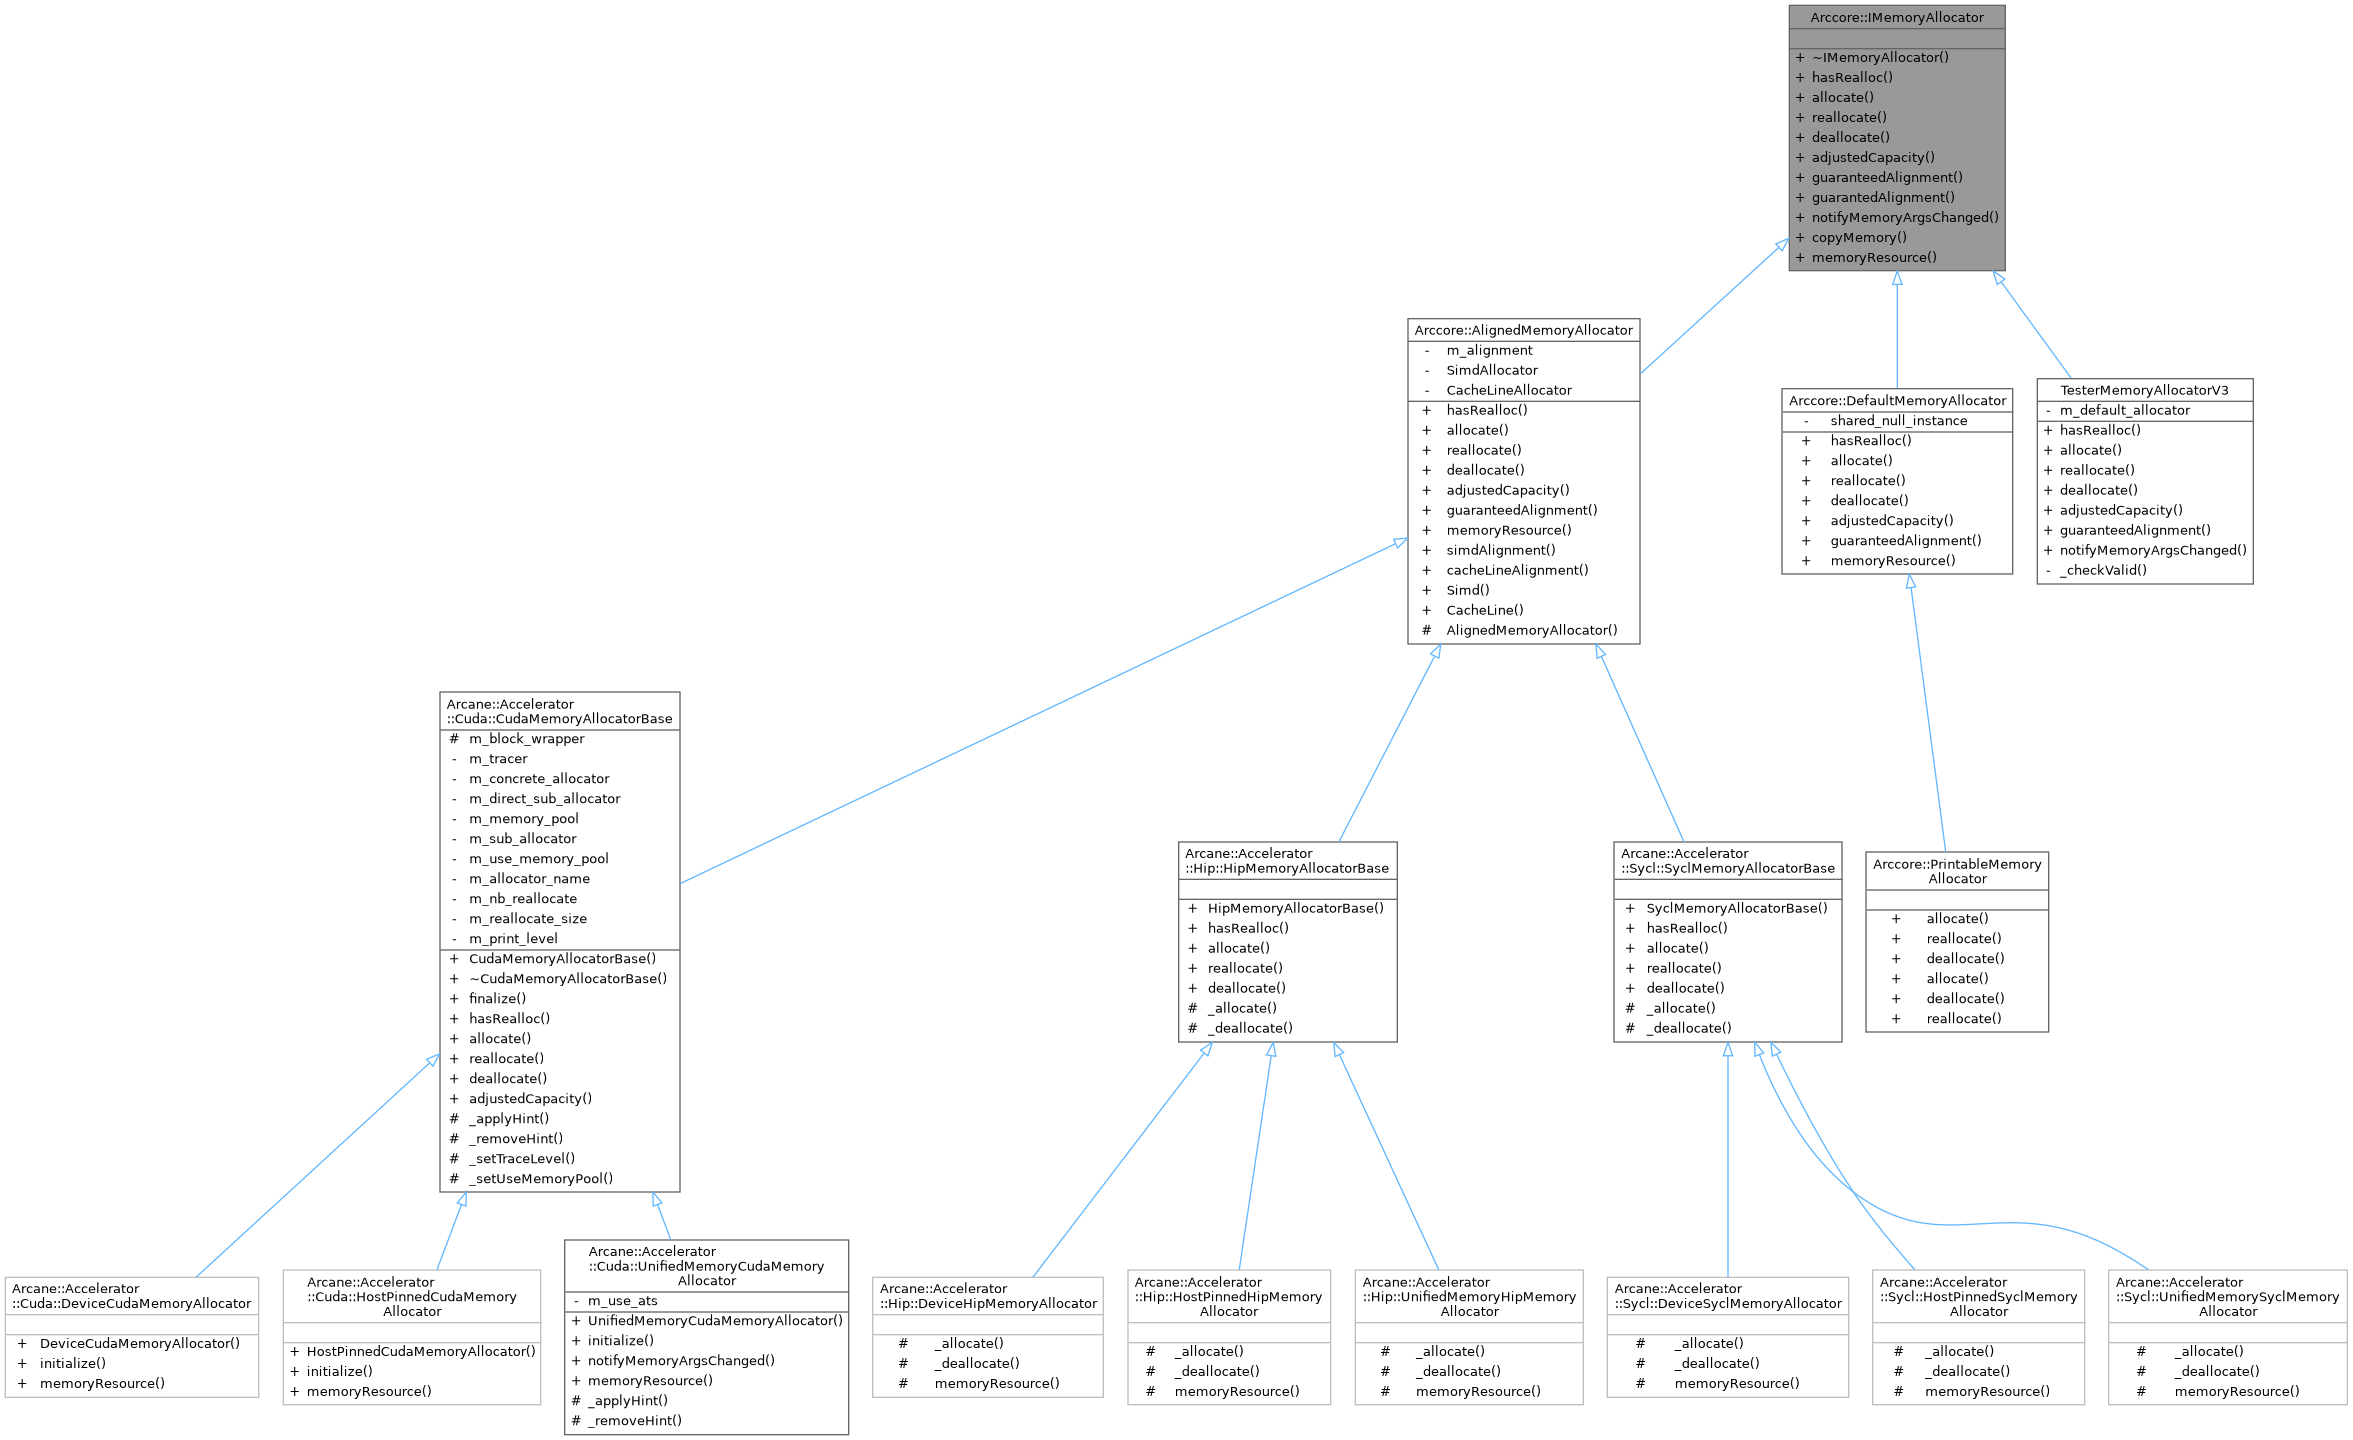 Arccore::IMemoryAllocator
+ ~IMemoryAllocator()
+ hasRealloc()
+ allocate()
+ reallocate()
+ deallocate()
+ adjustedCapacity()
+ guaranteedAlignment()
+ guarantedAlignment()
+ notifyMemoryArgsChanged()
+ copyMemory()
+ memoryResource()
Arccore::AlignedMemoryAllocator
- m_alignment
- SimdAllocator
- CacheLineAllocator
+ hasRealloc()
+ allocate()
+ reallocate()
+ deallocate()
+ adjustedCapacity()
+ guaranteedAlignment()
+ memoryResource()
+ simdAlignment()
+ cacheLineAlignment()
+ Simd()
+ CacheLine()
# AlignedMemoryAllocator()
Arccore::DefaultMemoryAllocator
- shared_null_instance
+ hasRealloc()
+ allocate()
+ reallocate()
+ deallocate()
+ adjustedCapacity()
+ guaranteedAlignment()
+ memoryResource()
TesterMemoryAllocatorV3
- m_default_allocator
+ hasRealloc()
+ allocate()
+ reallocate()
+ deallocate()
+ adjustedCapacity()
+ guaranteedAlignment()
+ notifyMemoryArgsChanged()
- _checkValid()
Arcane::Accelerator
::Cuda::CudaMemoryAllocatorBase
# m_block_wrapper
- m_tracer
- m_concrete_allocator
- m_direct_sub_allocator
- m_memory_pool
- m_sub_allocator
- m_use_memory_pool
- m_allocator_name
- m_nb_reallocate
- m_reallocate_size
- m_print_level
+ CudaMemoryAllocatorBase()
+ ~CudaMemoryAllocatorBase()
+ finalize()
+ hasRealloc()
+ allocate()
+ reallocate()
+ deallocate()
+ adjustedCapacity()
# _applyHint()
# _removeHint()
# _setTraceLevel()
# _setUseMemoryPool()
Arcane::Accelerator
::Hip::HipMemoryAllocatorBase
+ HipMemoryAllocatorBase()
+ hasRealloc()
+ allocate()
+ reallocate()
+ deallocate()
# _allocate()
# _deallocate()
Arcane::Accelerator
::Sycl::SyclMemoryAllocatorBase
+ SyclMemoryAllocatorBase()
+ hasRealloc()
+ allocate()
+ reallocate()
+ deallocate()
# _allocate()
# _deallocate()
Arccore::PrintableMemory
Allocator
+ allocate()
+ reallocate()
+ deallocate()
+ allocate()
+ deallocate()
+ reallocate()
Arcane::Accelerator
::Cuda::DeviceCudaMemoryAllocator
+ DeviceCudaMemoryAllocator()
+ initialize()
+ memoryResource()
Arcane::Accelerator
::Cuda::HostPinnedCudaMemory
Allocator
+ HostPinnedCudaMemoryAllocator()
+ initialize()
+ memoryResource()
Arcane::Accelerator
::Cuda::UnifiedMemoryCudaMemory
Allocator
- m_use_ats
+ UnifiedMemoryCudaMemoryAllocator()
+ initialize()
+ notifyMemoryArgsChanged()
+ memoryResource()
# _applyHint()
# _removeHint()
Arcane::Accelerator
::Hip::DeviceHipMemoryAllocator
# _allocate()
# _deallocate()
# memoryResource()
Arcane::Accelerator
::Hip::HostPinnedHipMemory
Allocator
# _allocate()
# _deallocate()
# memoryResource()
Arcane::Accelerator
::Hip::UnifiedMemoryHipMemory
Allocator
# _allocate()
# _deallocate()
# memoryResource()
Arcane::Accelerator
::Sycl::DeviceSyclMemoryAllocator
# _allocate()
# _deallocate()
# memoryResource()
Arcane::Accelerator
::Sycl::HostPinnedSyclMemory
Allocator
# _allocate()
# _deallocate()
# memoryResource()
Arcane::Accelerator
::Sycl::UnifiedMemorySyclMemory
Allocator
# _allocate()
# _deallocate()
# memoryResource()